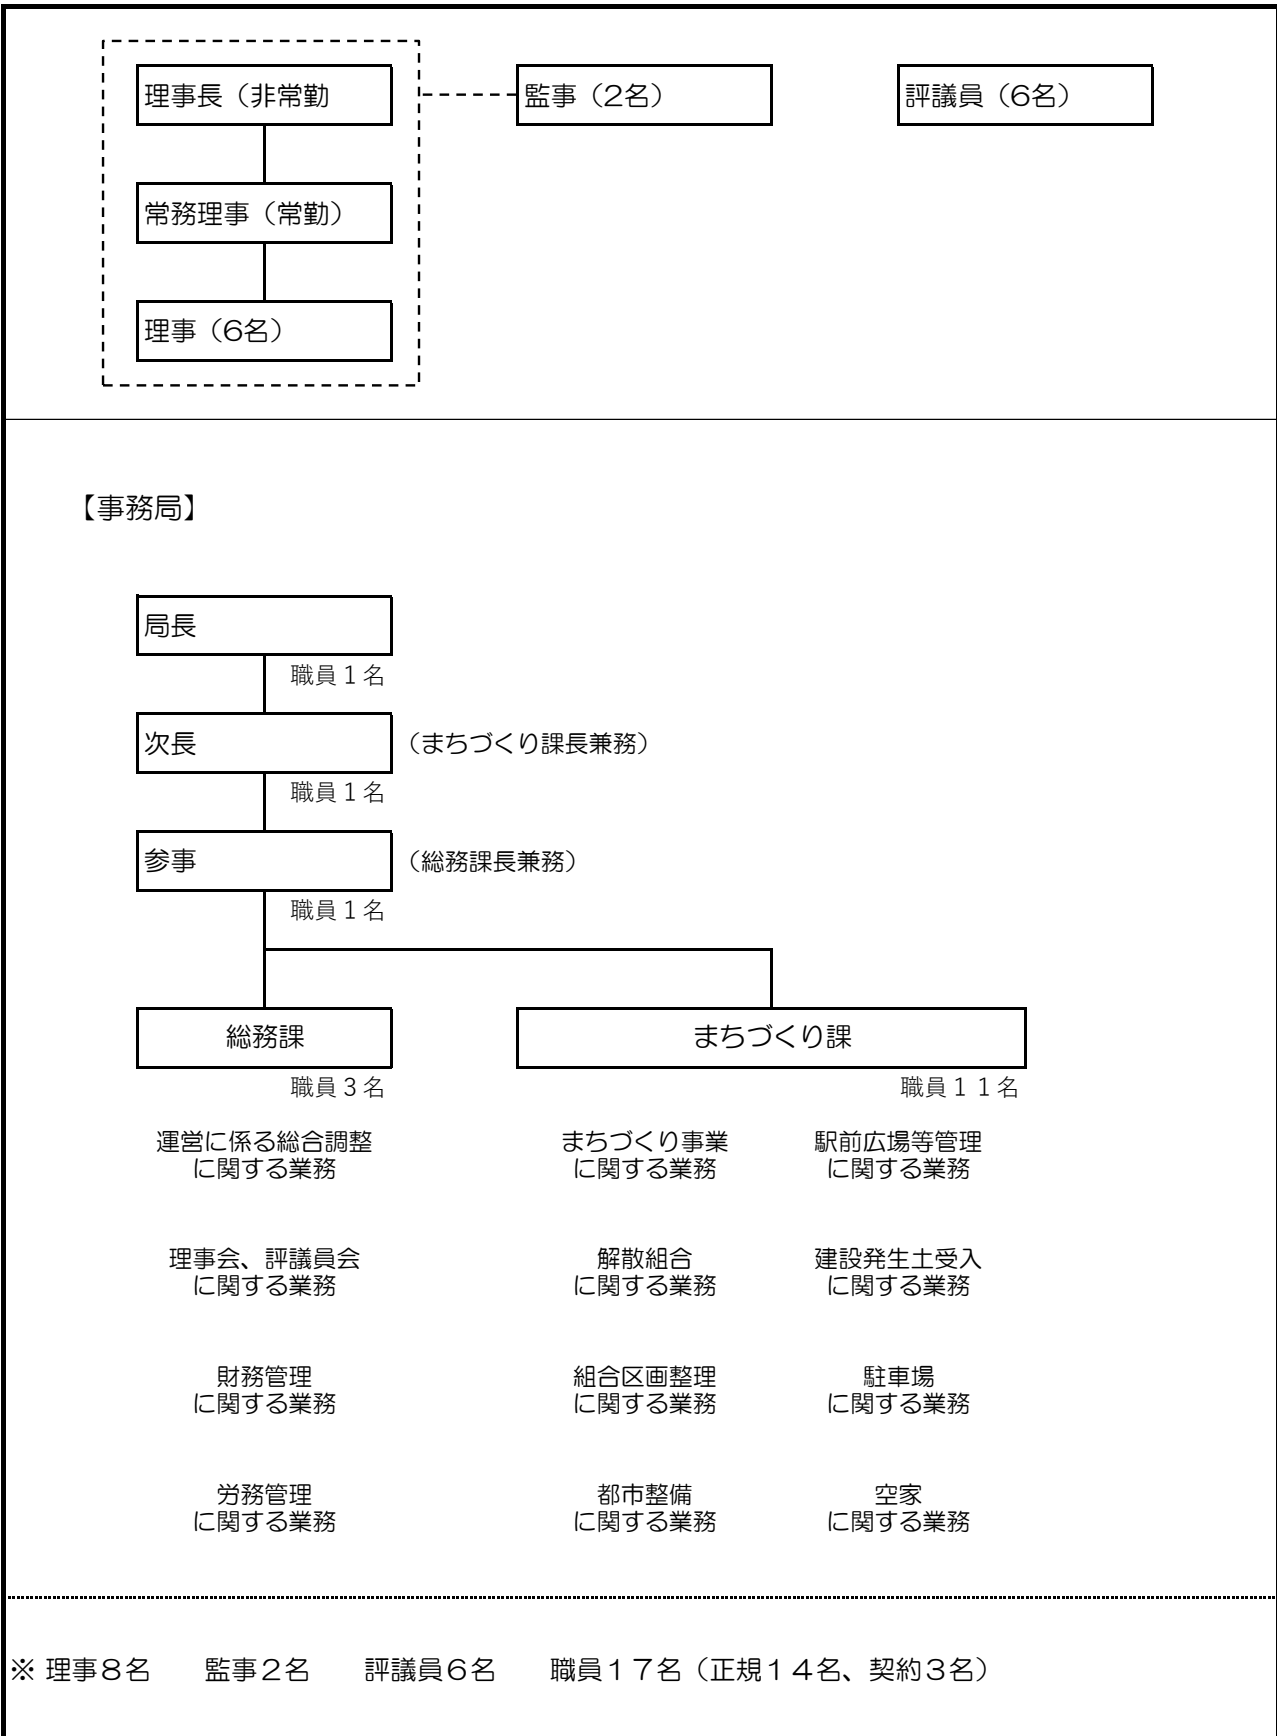 理事長（非常勤
監事（2名）
評議員（6名）
常務理事（常勤）
理事（6名）
【事務局】
局長
職員１名
次長
（まちづくり課長兼務）
職員１名
参事
（総務課長兼務）
職員１名
総務課
まちづくり課
職員３名
職員１１名
運営に係る総合調整
に関する業務
まちづくり事業
に関する業務
駅前広場等管理
に関する業務
理事会、評議員会
に関する業務
解散組合
に関する業務
建設発生土受入
に関する業務
財務管理
に関する業務
組合区画整理
に関する業務
駐車場
に関する業務
労務管理
に関する業務
都市整備
に関する業務
空家
に関する業務
※ 理事８名　　監事２名　　評議員６名　　職員１７名（正規１４名、契約３名）